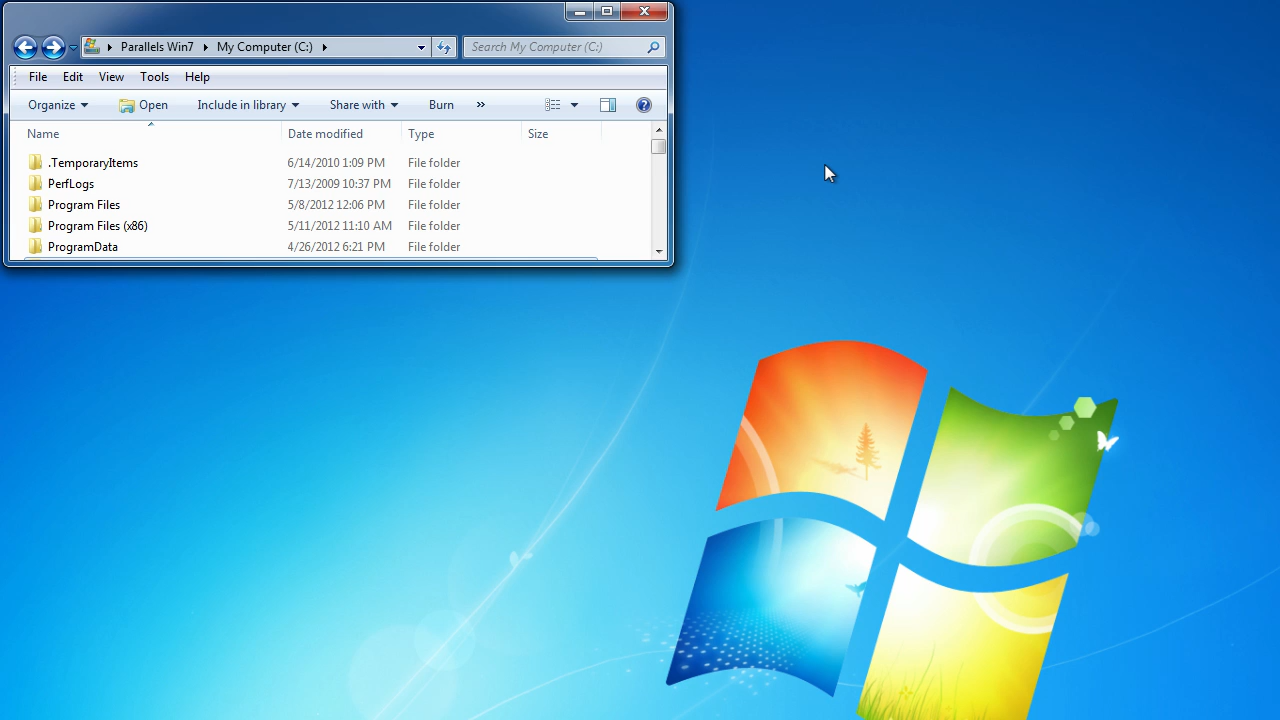 Parallels Win7 My Computer (C:) Search My Computer (C:)
File Edit View Tools Help
Organize Open Include in library Share with Burn »
Name Date modified Type Size
.TemporaryItems 6/14/2010 1:09 PM File folder
PerfLogs 7/13/2009 10:37 PM File folder
Program Files 5/8/2012 12:06 PM File folder
Program Files (x86) 5/11/2012 11:10 AM File folder
ProgramData 4/26/2012 6:21 PM File folder